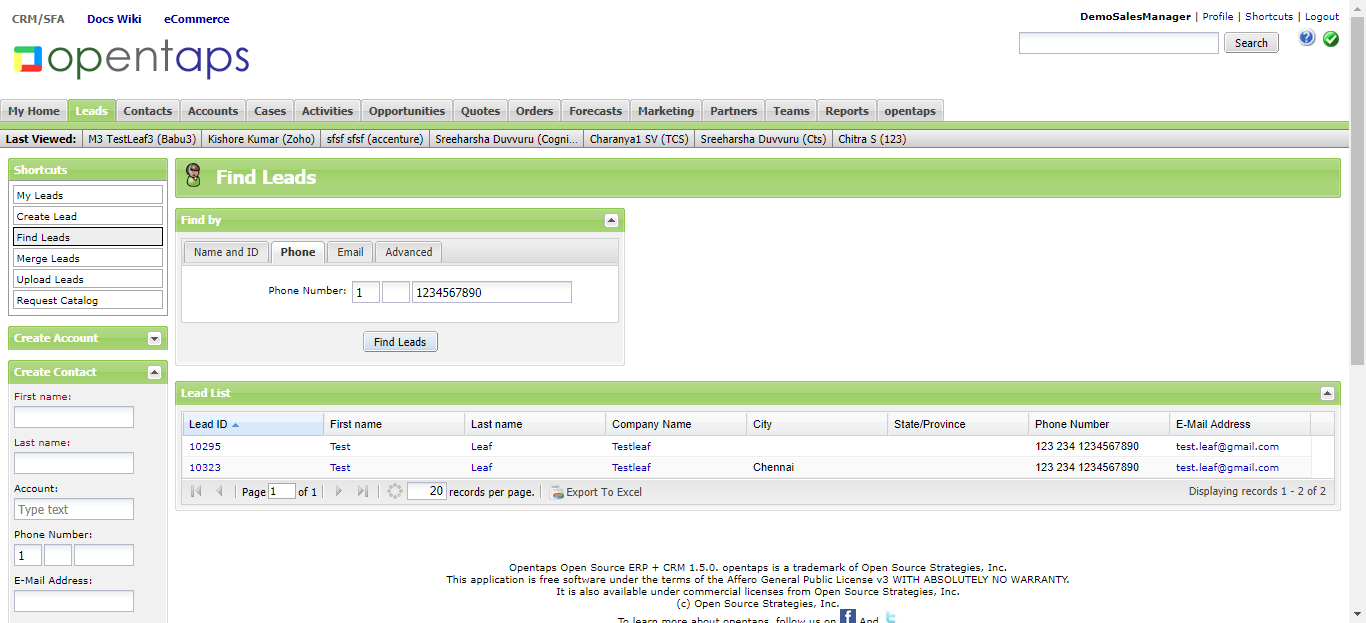 CRM/SFA Docs Wiki eCommerce
DemoSalesManager | Profile | Shortcuts | Logout
opentaps
Search
My Home Leads Contacts Accounts Cases Activities Opportunities Quotes Orders Forecasts Marketing Partners Teams Reports opentaps
Last Viewed: M3 TestLeaf3 (Babu3) Kishore Kumar (Zoho) sfsf sfsf (accenture) Sreeharsha Duvvuru (Cogni... Charanya1 SV (TCS) Sreeharsha Duvvuru (Cts) Chitra S (123)
Shortcuts
My Leads
Create Lead
Find Leads
Merge Leads
Upload Leads
Request Catalog
Create Account
Create Contact
First name:
Last name:
Account:
Type text
Phone Number:
1
E-Mail Address:
Find Leads
Find by
Name and ID Phone Email Advanced
Phone Number: 1 1234567890
Find Leads
Lead List
Lead ID First name Last name Company Name City State/Province Phone Number E-Mail Address
10295 Test Leaf Testleaf 123 234 1234567890 test.leaf@gmail.com
10323 Test Leaf Testleaf Chennai 123 234 1234567890 test.leaf@gmail.com
Page 1 of 1 20 records per page. Export To Excel Displaying records 1 - 2 of 2
Opentaps Open Source ERP + CRM 1.5.0. opentaps is a trademark of Open Source Strategies, Inc.
This application is free software under the terms of the Affero General Public License v3 WITH ABSOLUTELY NO WARRANTY.
It is also available under commercial licenses from Open Source Strategies, Inc.
(c) Open Source Strategies, Inc.
To learn more about opentaps, follow us on f And t